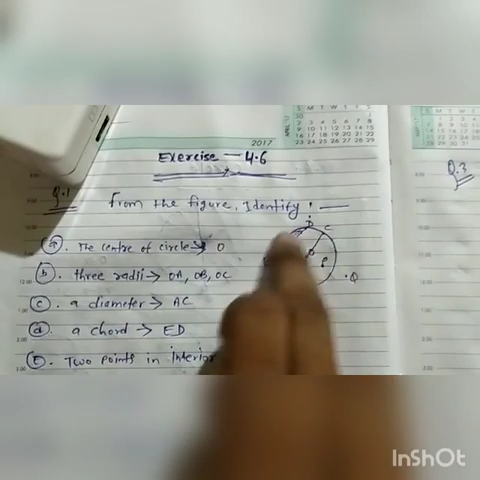 S M T W T F S
2017
Exercise - 4.6
Q.1 From the figure, Identify : —
Q.3
(a). The centre of circle → O
(b). three radii → OA, OB, OC
(c). a diameter → AC
(d). a chord → ED
(E). Two points in interior
D C
O P
.Q
InShOt